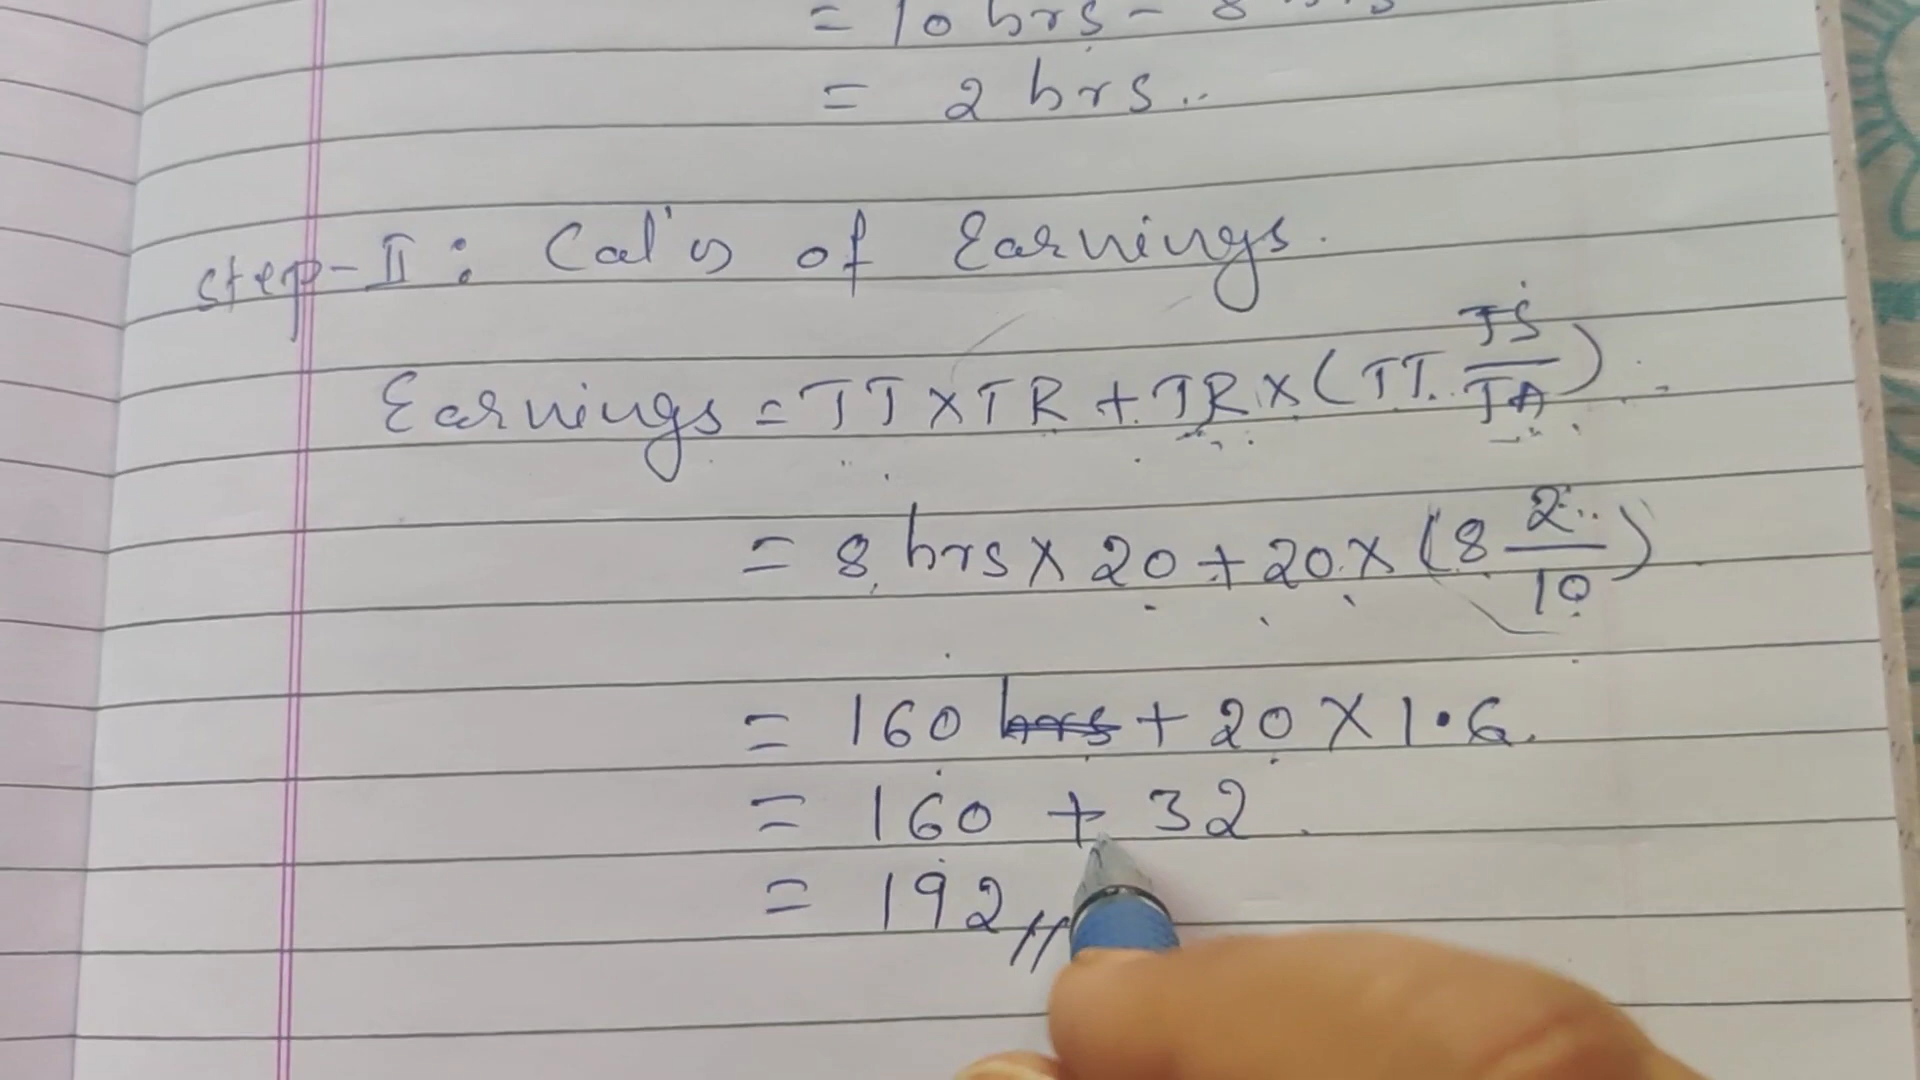 = 10 hrs - 8 hrs
= 2 hrs..
Step-II: Cal'n of Earnings.
Earnings = TT X TR + TR X (TT. TS/TA).
= 8 hrs X 20 + 20 X (8 2/10)
= 160 hrs + 20 X 1.6.
= 160 + 32.
= 192 //